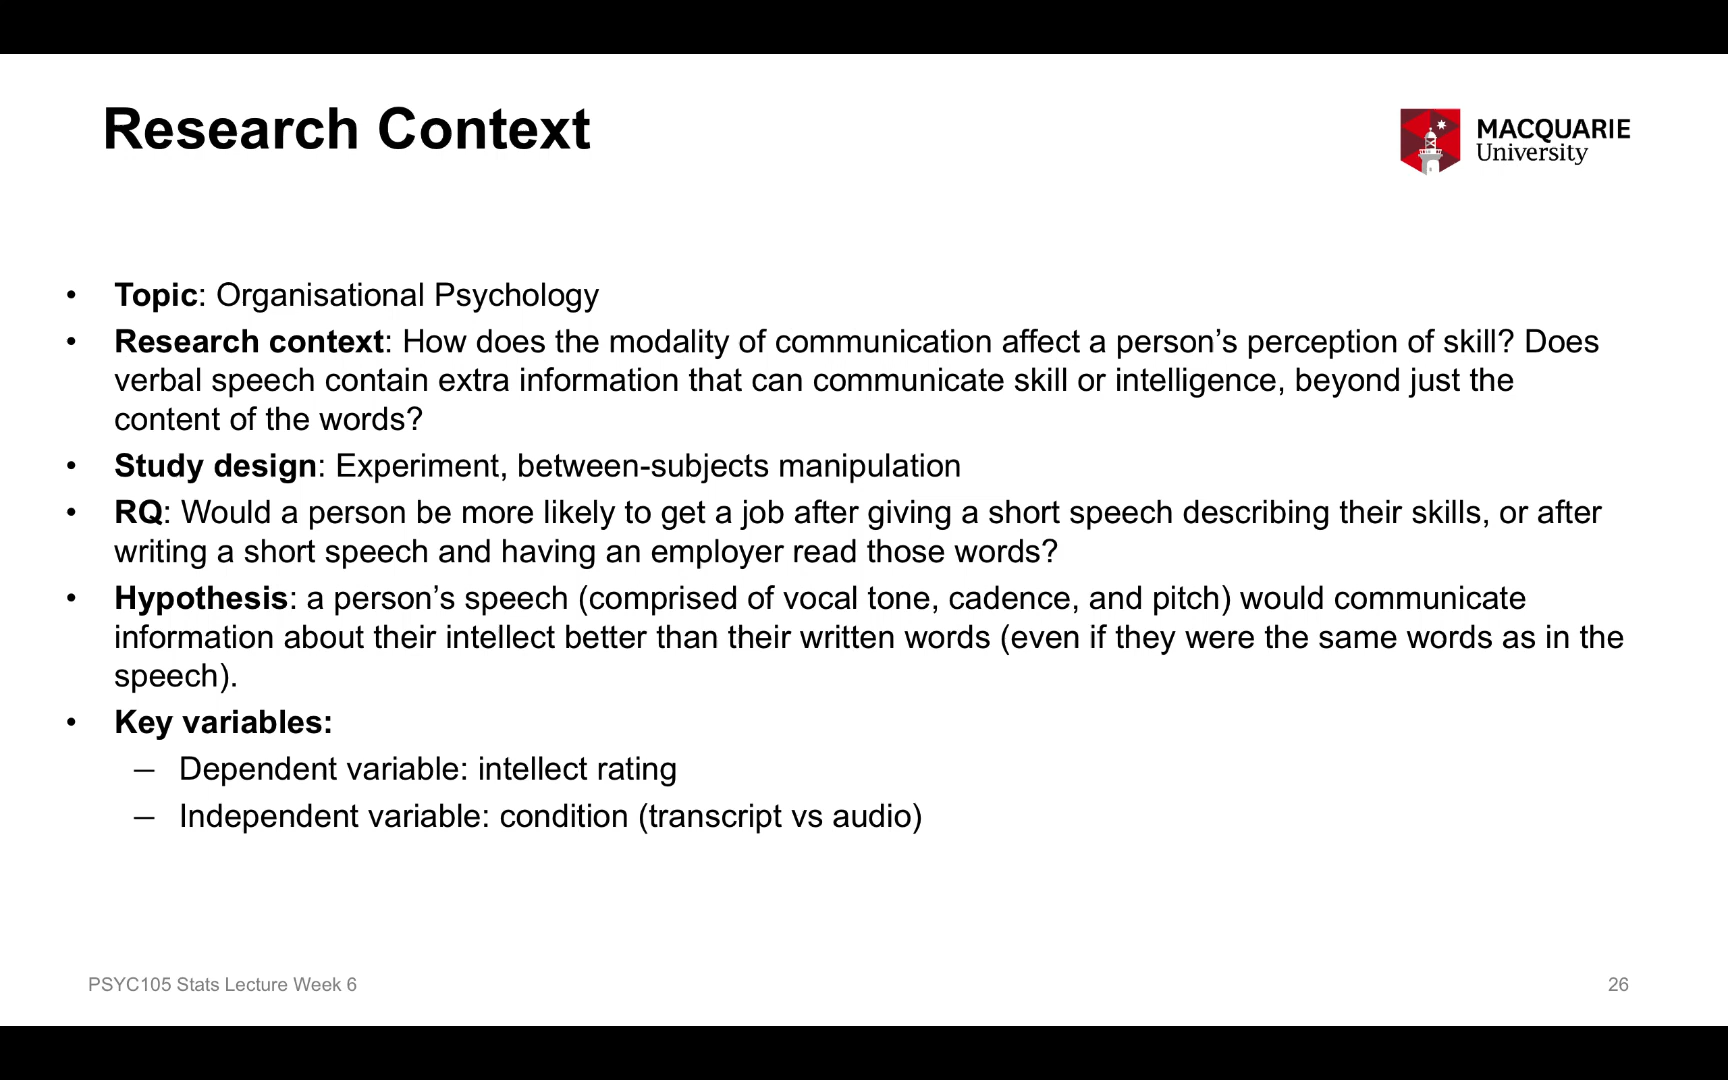 Research Context
MACQUARIE
University
• Topic: Organisational Psychology
• Research context: How does the modality of communication affect a person’s perception of skill? Does
verbal speech contain extra information that can communicate skill or intelligence, beyond just the
content of the words?
• Study design: Experiment, between-subjects manipulation
• RQ: Would a person be more likely to get a job after giving a short speech describing their skills, or after
writing a short speech and having an employer read those words?
• Hypothesis: a person’s speech (comprised of vocal tone, cadence, and pitch) would communicate
information about their intellect better than their written words (even if they were the same words as in the
speech).
• Key variables:
— Dependent variable: intellect rating
— Independent variable: condition (transcript vs audio)
PSYC105 Stats Lecture Week 6
26